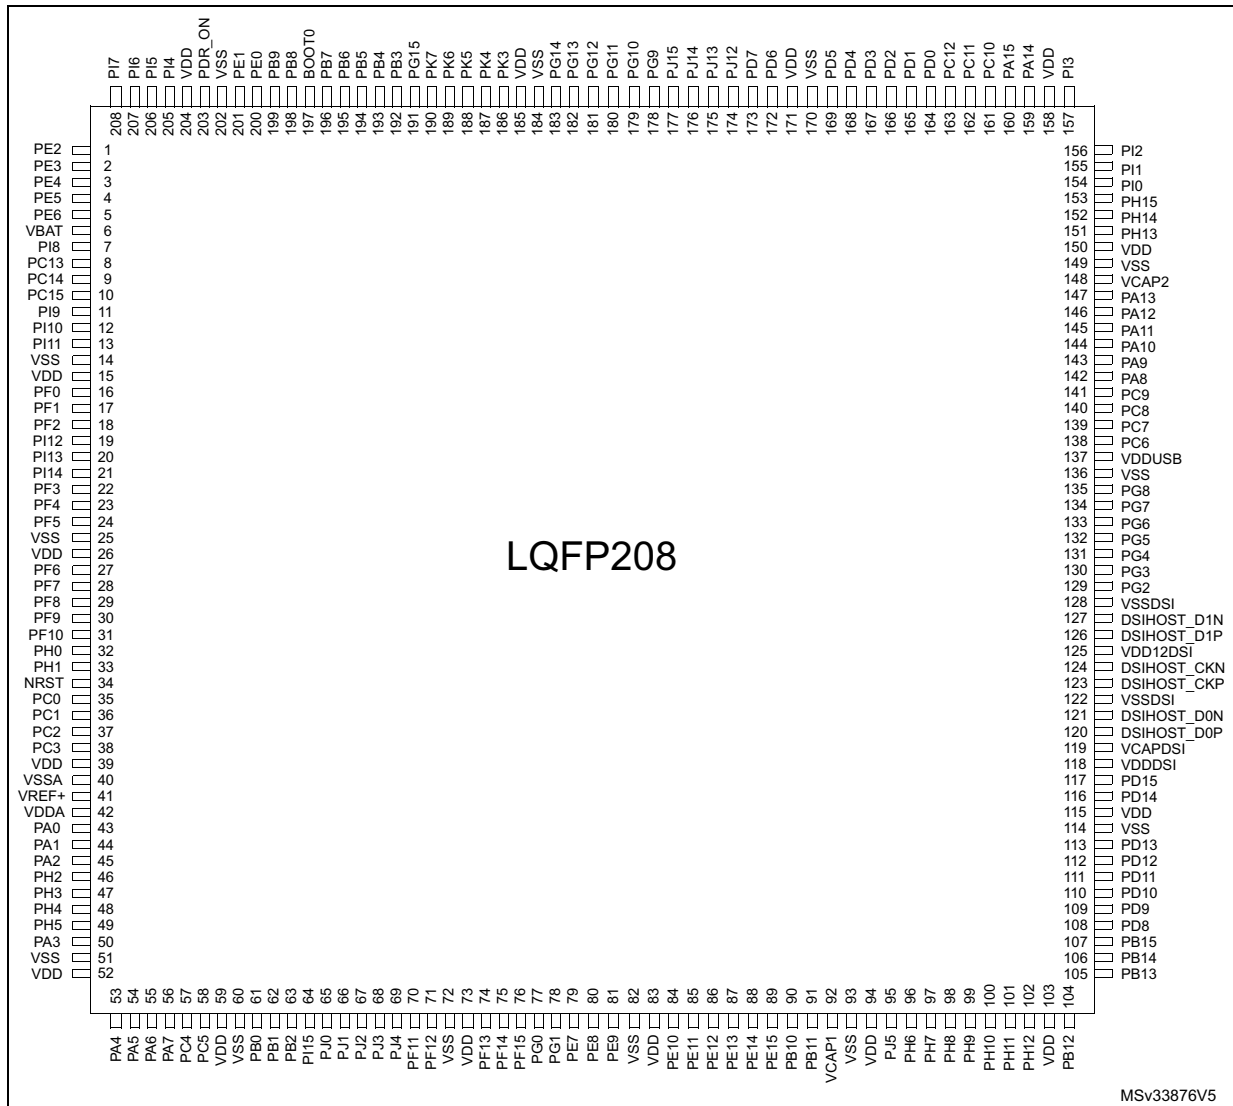 PI7 PI6 PI5 PI4 VDD PDR_ON VSS PE1 PE0 PB9 PB8 BOOT0 PB7 PB6 PB5 PB4 PB3 PG15 PK7 PK6 PK5 PK4 PK3 VDD VSS PG14 PG13 PG12 PG11 PG10 PG9 PJ15 PJ14 PJ13 PJ12 PD7 PD6 VDD VSS PD5 PD4 PD3 PD2 PD1 PD0 PC12 PC11 PC10 PA15 PA14 VDD PI3
208 207 206 205 204 203 202 201 200 199 198 197 196 195 194 193 192 191 190 189 188 187 186 185 184 183 182 181 180 179 178 177 176 175 174 173 172 171 170 169 168 167 166 165 164 163 162 161 160 159 158 157
PE2 1 156 PI2
PE3 2 155 PI1
PE4 3 154 PI0
PE5 4 153 PH15
PE6 5 152 PH14
VBAT 6 151 PH13
PI8 7 150 VDD
PC13 8 149 VSS
PC14 9 148 VCAP2
PC15 10 147 PA13
PI9 11 146 PA12
PI10 12 145 PA11
PI11 13 144 PA10
VSS 14 143 PA9
VDD 15 142 PA8
PF0 16 141 PC9
PF1 17 140 PC8
PF2 18 139 PC7
PI12 19 138 PC6
PI13 20 137 VDDUSB
PI14 21 136 VSS
PF3 22 135 PG8
PF4 23 134 PG7
PF5 24 133 PG6
VSS 25 132 PG5
VDD 26 131 PG4
PF6 27 130 PG3
PF7 28 129 PG2
PF8 29 128 VSSDSI
PF9 30 127 DSIHOST_D1N
PF10 31 126 DSIHOST_D1P
PH0 32 125 VDD12DSI
PH1 33 124 DSIHOST_CKN
NRST 34 123 DSIHOST_CKP
PC0 35 122 VSSDSI
PC1 36 121 DSIHOST_D0N
PC2 37 120 DSIHOST_D0P
PC3 38 119 VCAPDSI
VDD 39 118 VDDDSI
VSSA 40 117 PD15
VREF+ 41 116 PD14
VDDA 42 115 VDD
PA0 43 114 VSS
PA1 44 113 PD13
PA2 45 112 PD12
PH2 46 111 PD11
PH3 47 110 PD10
PH4 48 109 PD9
PH5 49 108 PD8
PA3 50 107 PB15
VSS 51 106 PB14
VDD 52 105 PB13
LQFP208
53 54 55 56 57 58 59 60 61 62 63 64 65 66 67 68 69 70 71 72 73 74 75 76 77 78 79 80 81 82 83 84 85 86 87 88 89 90 91 92 93 94 95 96 97 98 99 100 101 102 103 104
PA4 PA5 PA6 PA7 PC4 PC5 VDD VSS PB0 PB1 PB2 PI15 PJ0 PJ1 PJ2 PJ3 PJ4 PF11 PF12 VSS VDD PF13 PF14 PF15 PG0 PG1 PE7 PE8 PE9 VSS VDD PE10 PE11 PE12 PE13 PE14 PE15 PB10 PB11 VCAP1 VSS VDD PJ5 PH6 PH7 PH8 PH9 PH10 PH11 PH12 VDD PB12
MSv33876V5